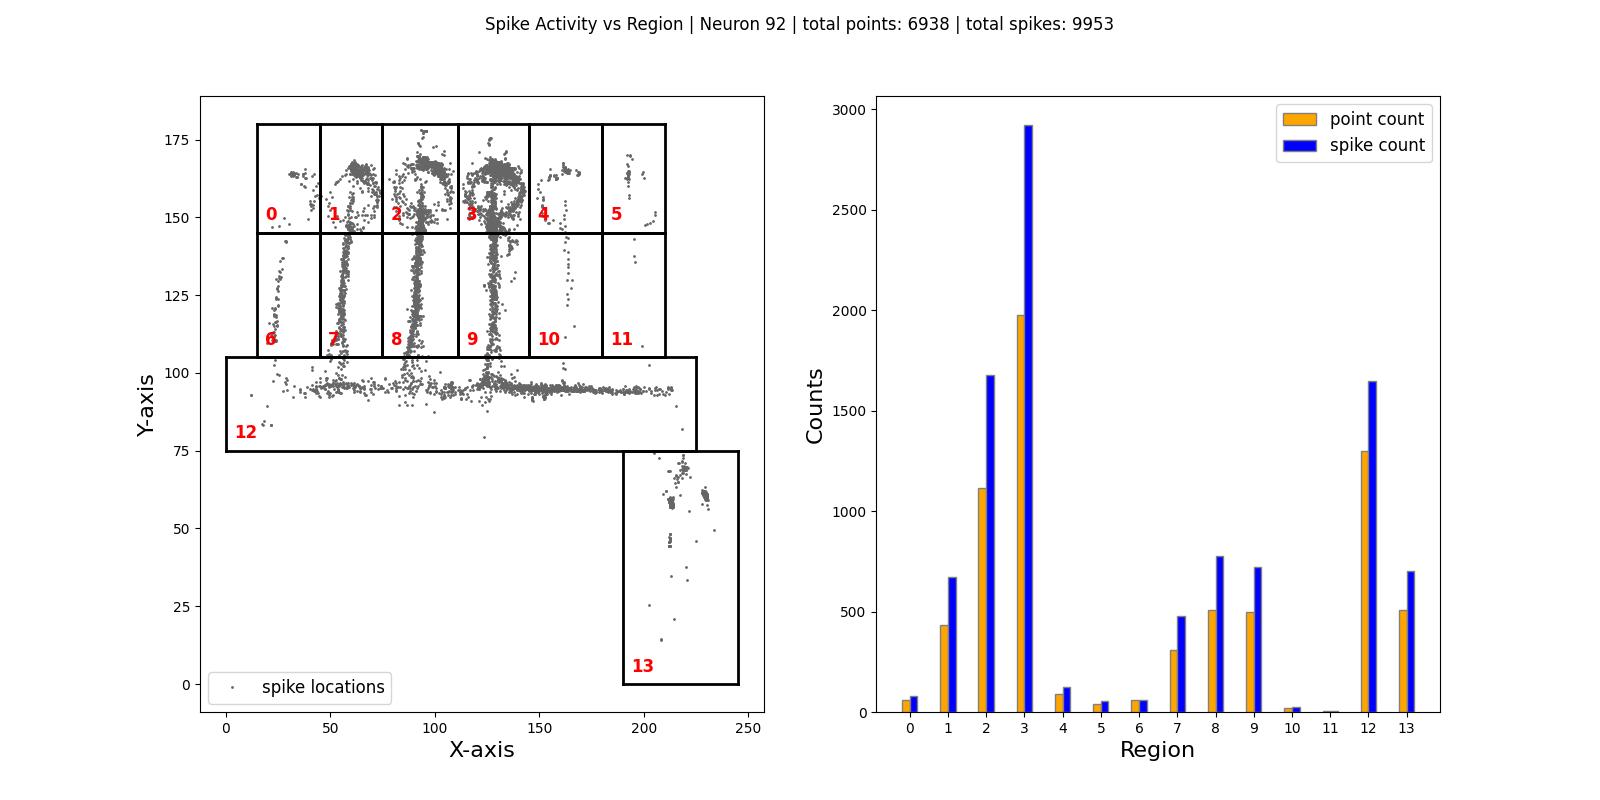 Spike Activity vs Region | Neuron 92 | total points: 6938 | total spikes: 9953
Y-axis
175
150
125
100
75
50
25
0
0 1 2 3 4 5
6 7 8 9 10 11
12
13
spike locations
0 50 100 150 200 250
X-axis
Counts
3000
2500
2000
1500
1000
500
0
point count
spike count
0 1 2 3 4 5 6 7 8 9 10 11 12 13
Region